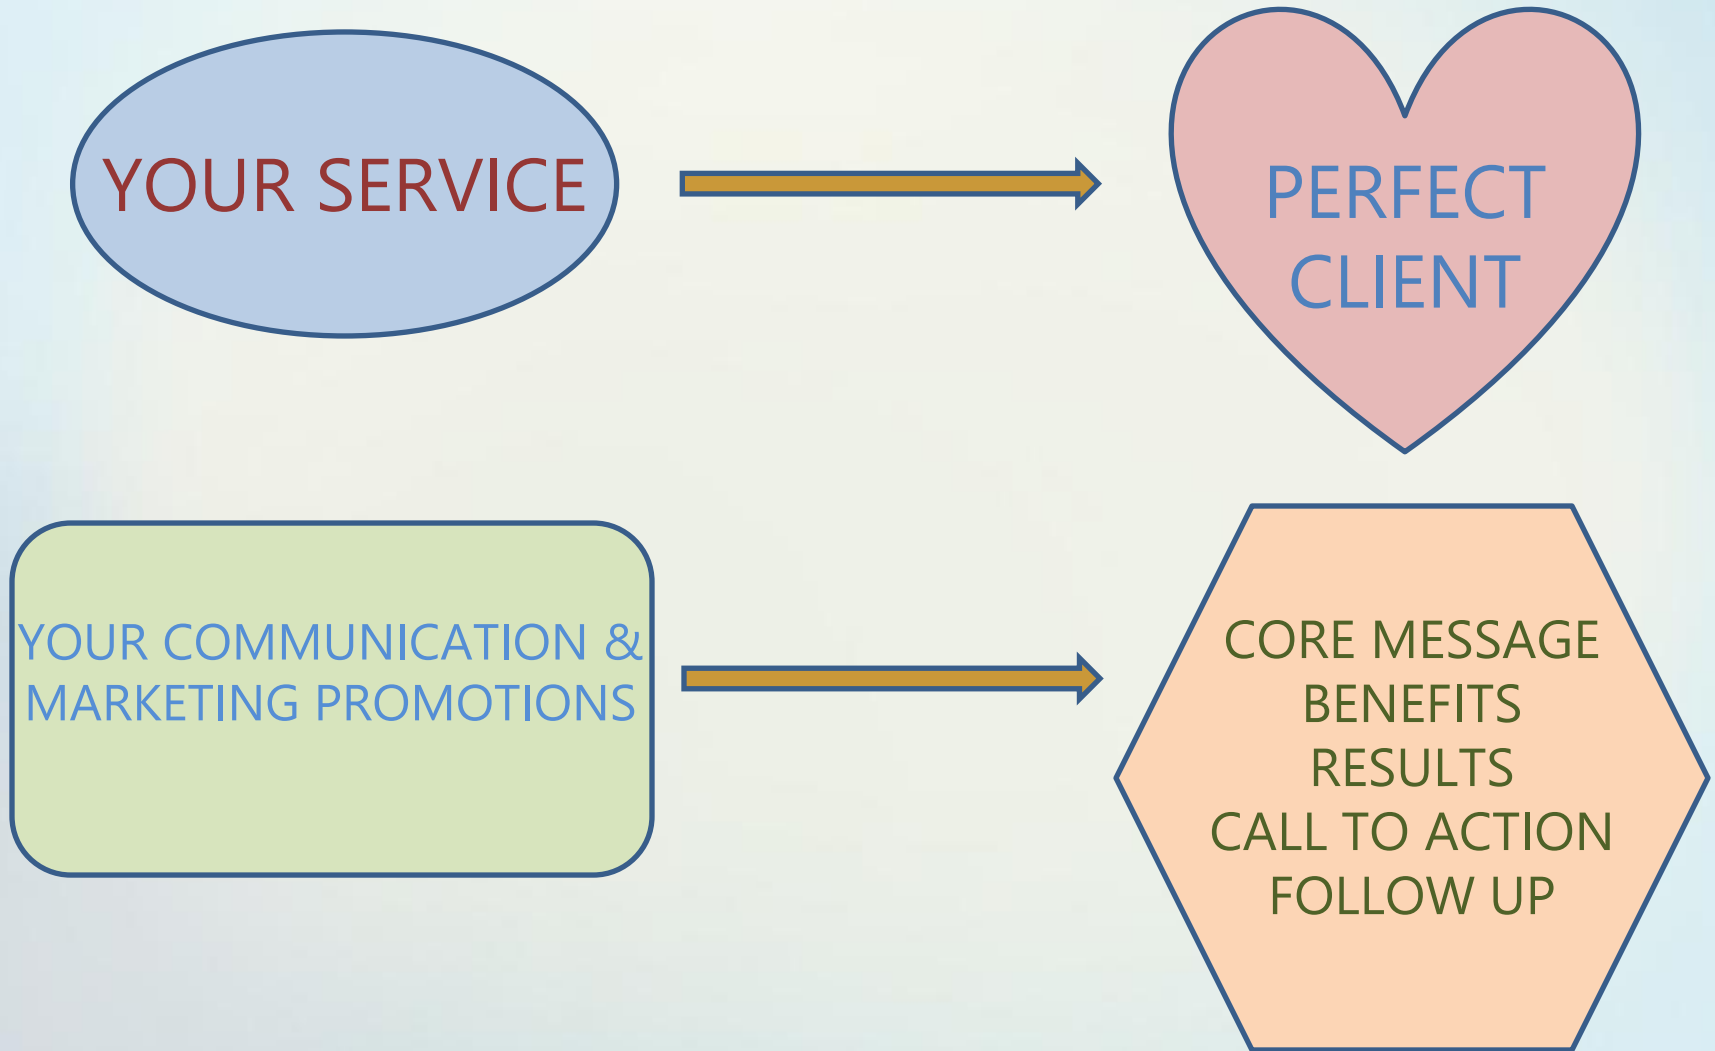 YOUR SERVICE
PERFECT
CLIENT
YOUR COMMUNICATION &
MARKETING PROMOTIONS
CORE MESSAGE
BENEFITS
RESULTS
CALL TO ACTION
FOLLOW UP